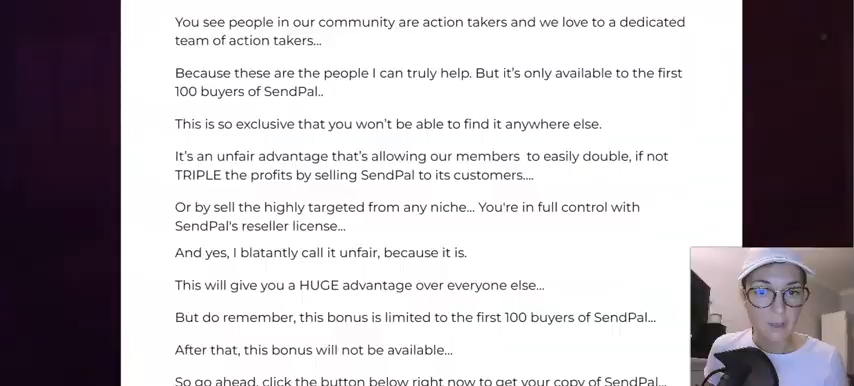 You see people in our community are action takers and we love to a dedicated
team of action takers...
Because these are the people I can truly help. But it's only available to the first
100 buyers of SendPal..
This is so exclusive that you won't be able to find it anywhere else.
It's an unfair advantage that's allowing our members to easily double, if not
TRIPLE the profits by selling SendPal to its customers....
Or by sell the highly targeted from any niche... You're in full control with
SendPal's reseller license...
And yes, I blatantly call it unfair, because it is.
This will give you a HUGE advantage over everyone else...
But do remember, this bonus is limited to the first 100 buyers of SendPal...
After that, this bonus will not be available...
So go ahead, click the button below right now to get your copy of SendPal...